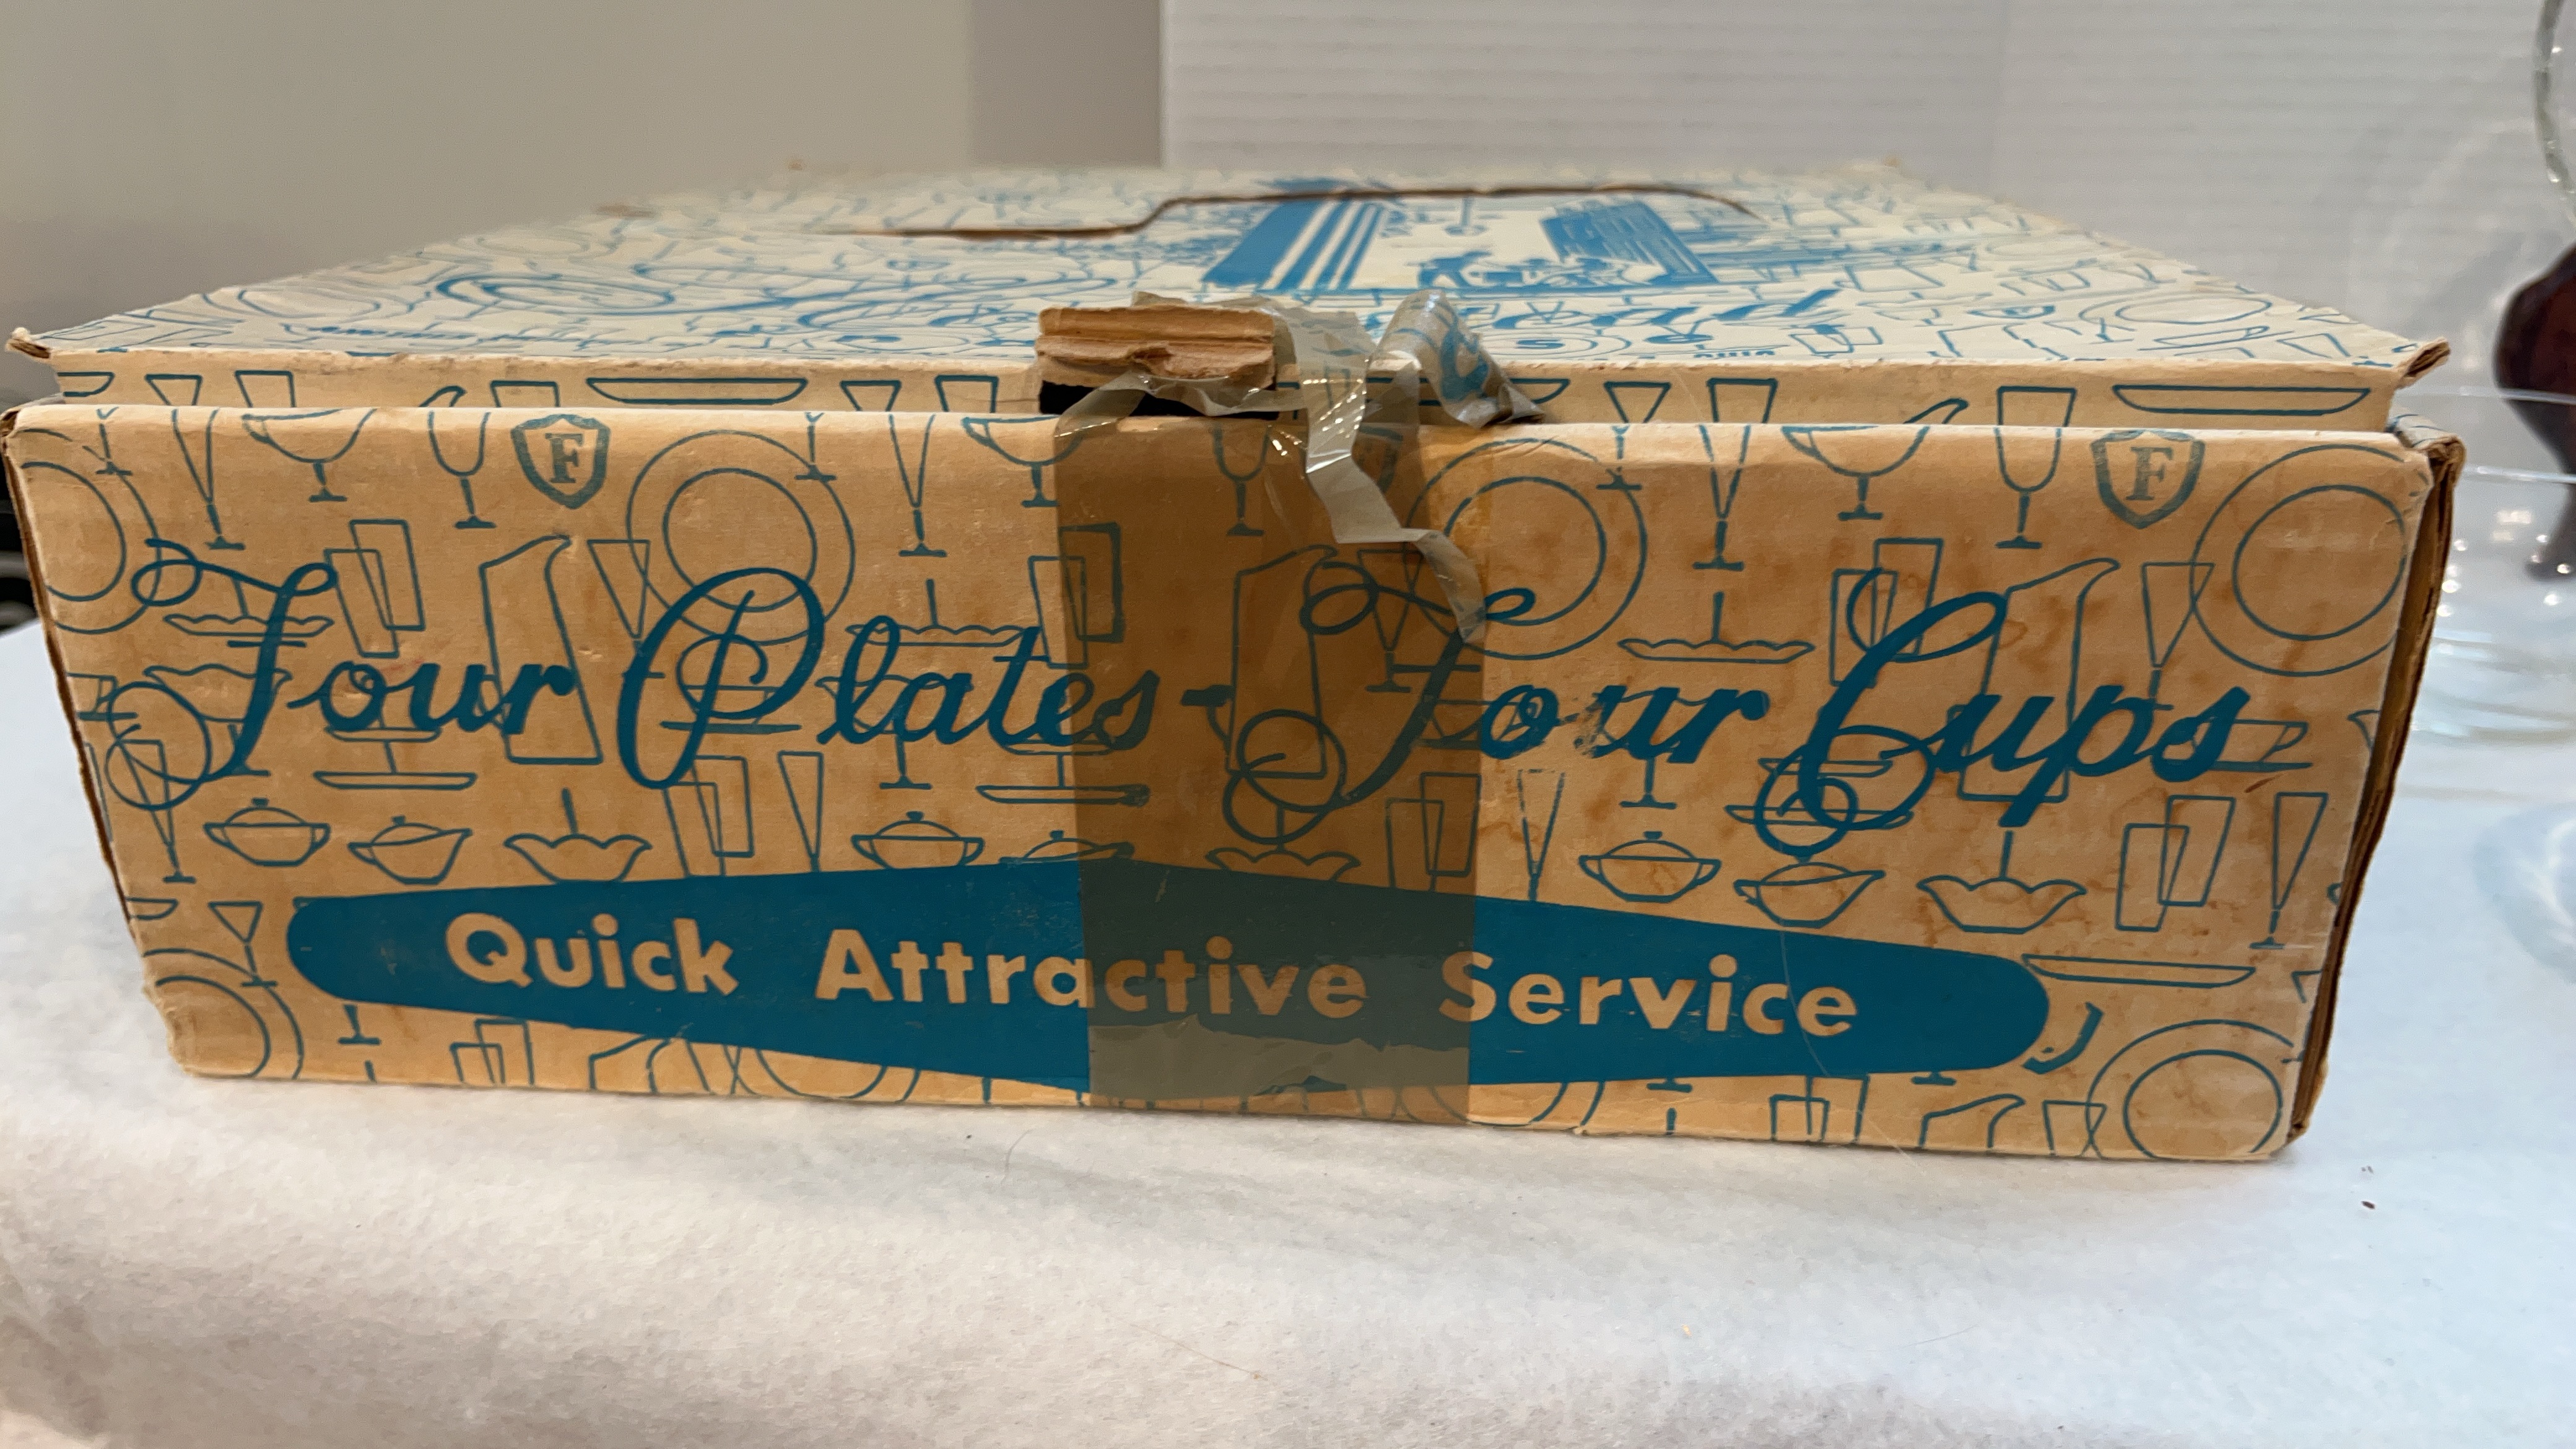 F F
Four Plates - Four Cups
Quick Attractive Service